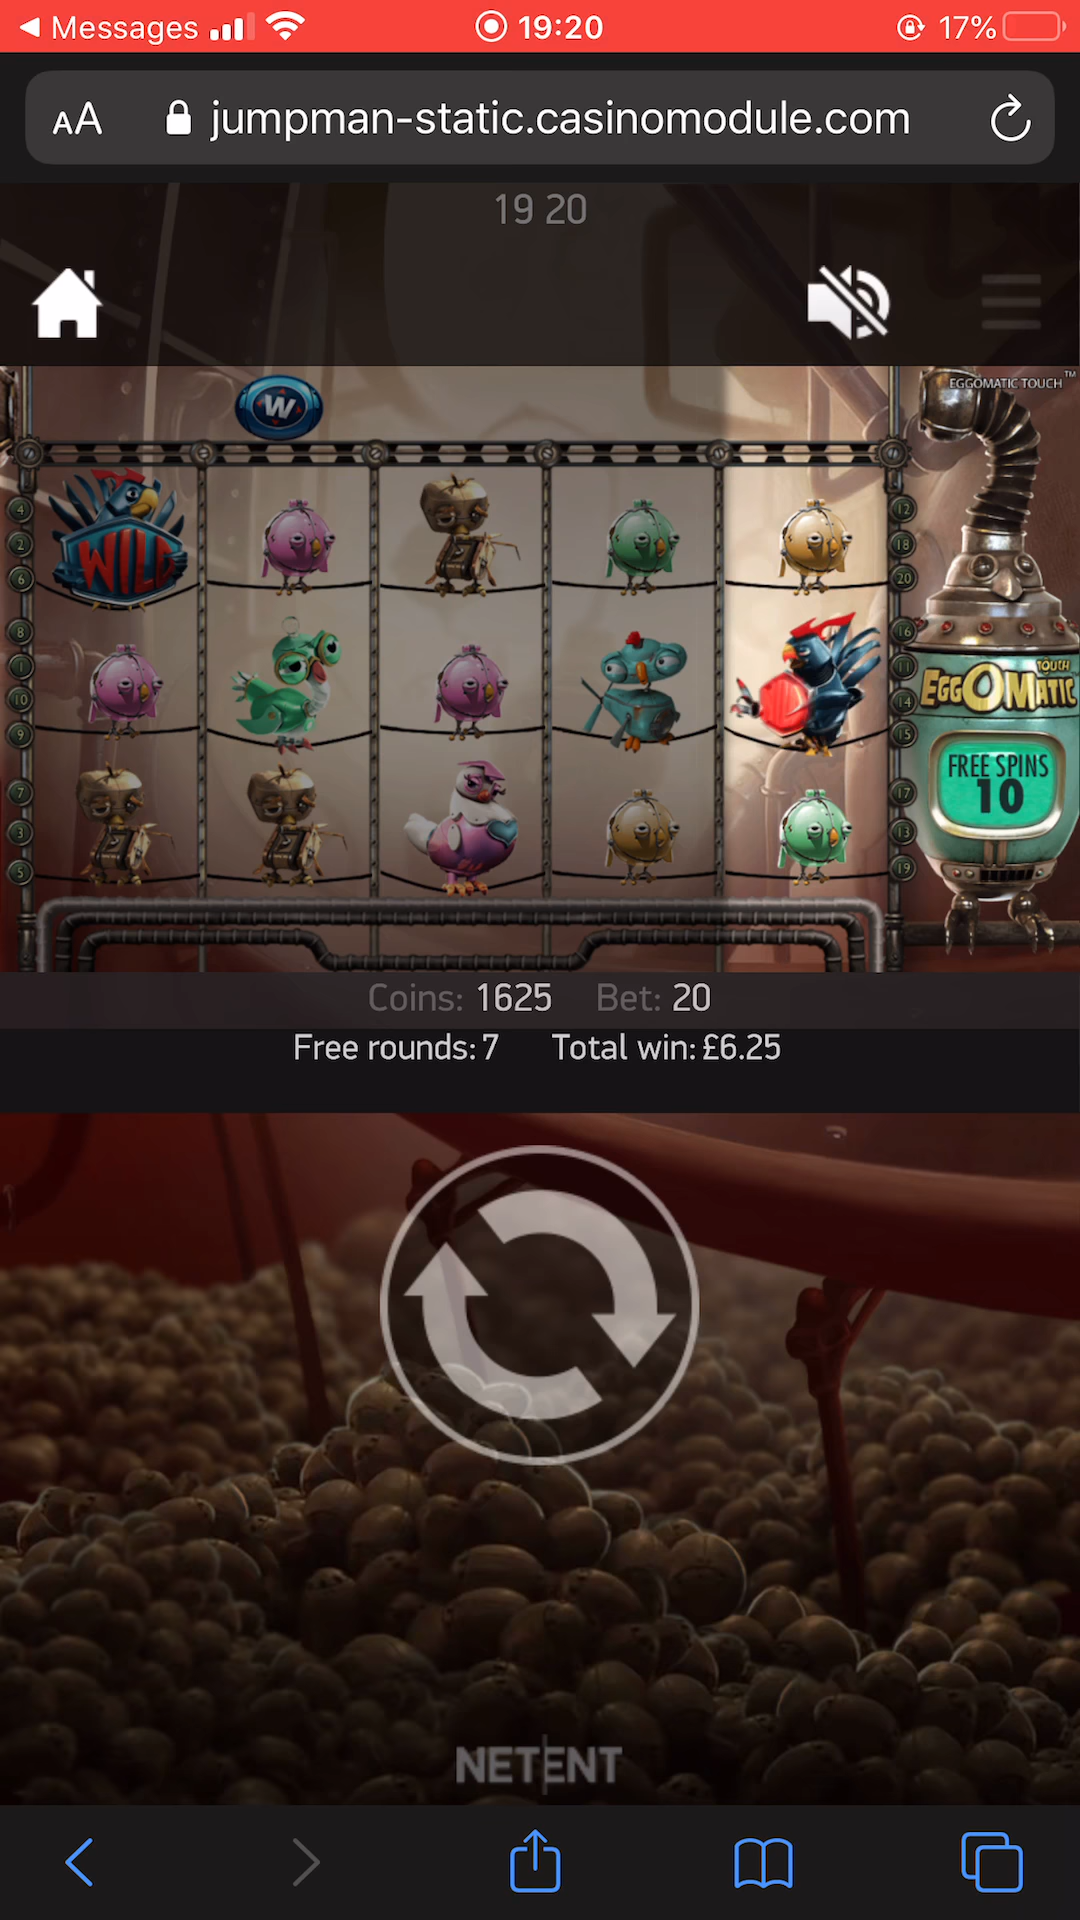 Messages 19:20 17%
AA jumpman-static.casinomodule.com
19 20
EGGOMATIC TOUCH™
W
WILD
4
2
6
8
1
10
9
7
3
5
12
18
20
16
11
14
15
17
13
19
TOUCH
EGGOMATIC
FREE SPINS
10
Coins: 1625 Bet: 20
Free rounds: 7 Total win: £6.25
NETENT